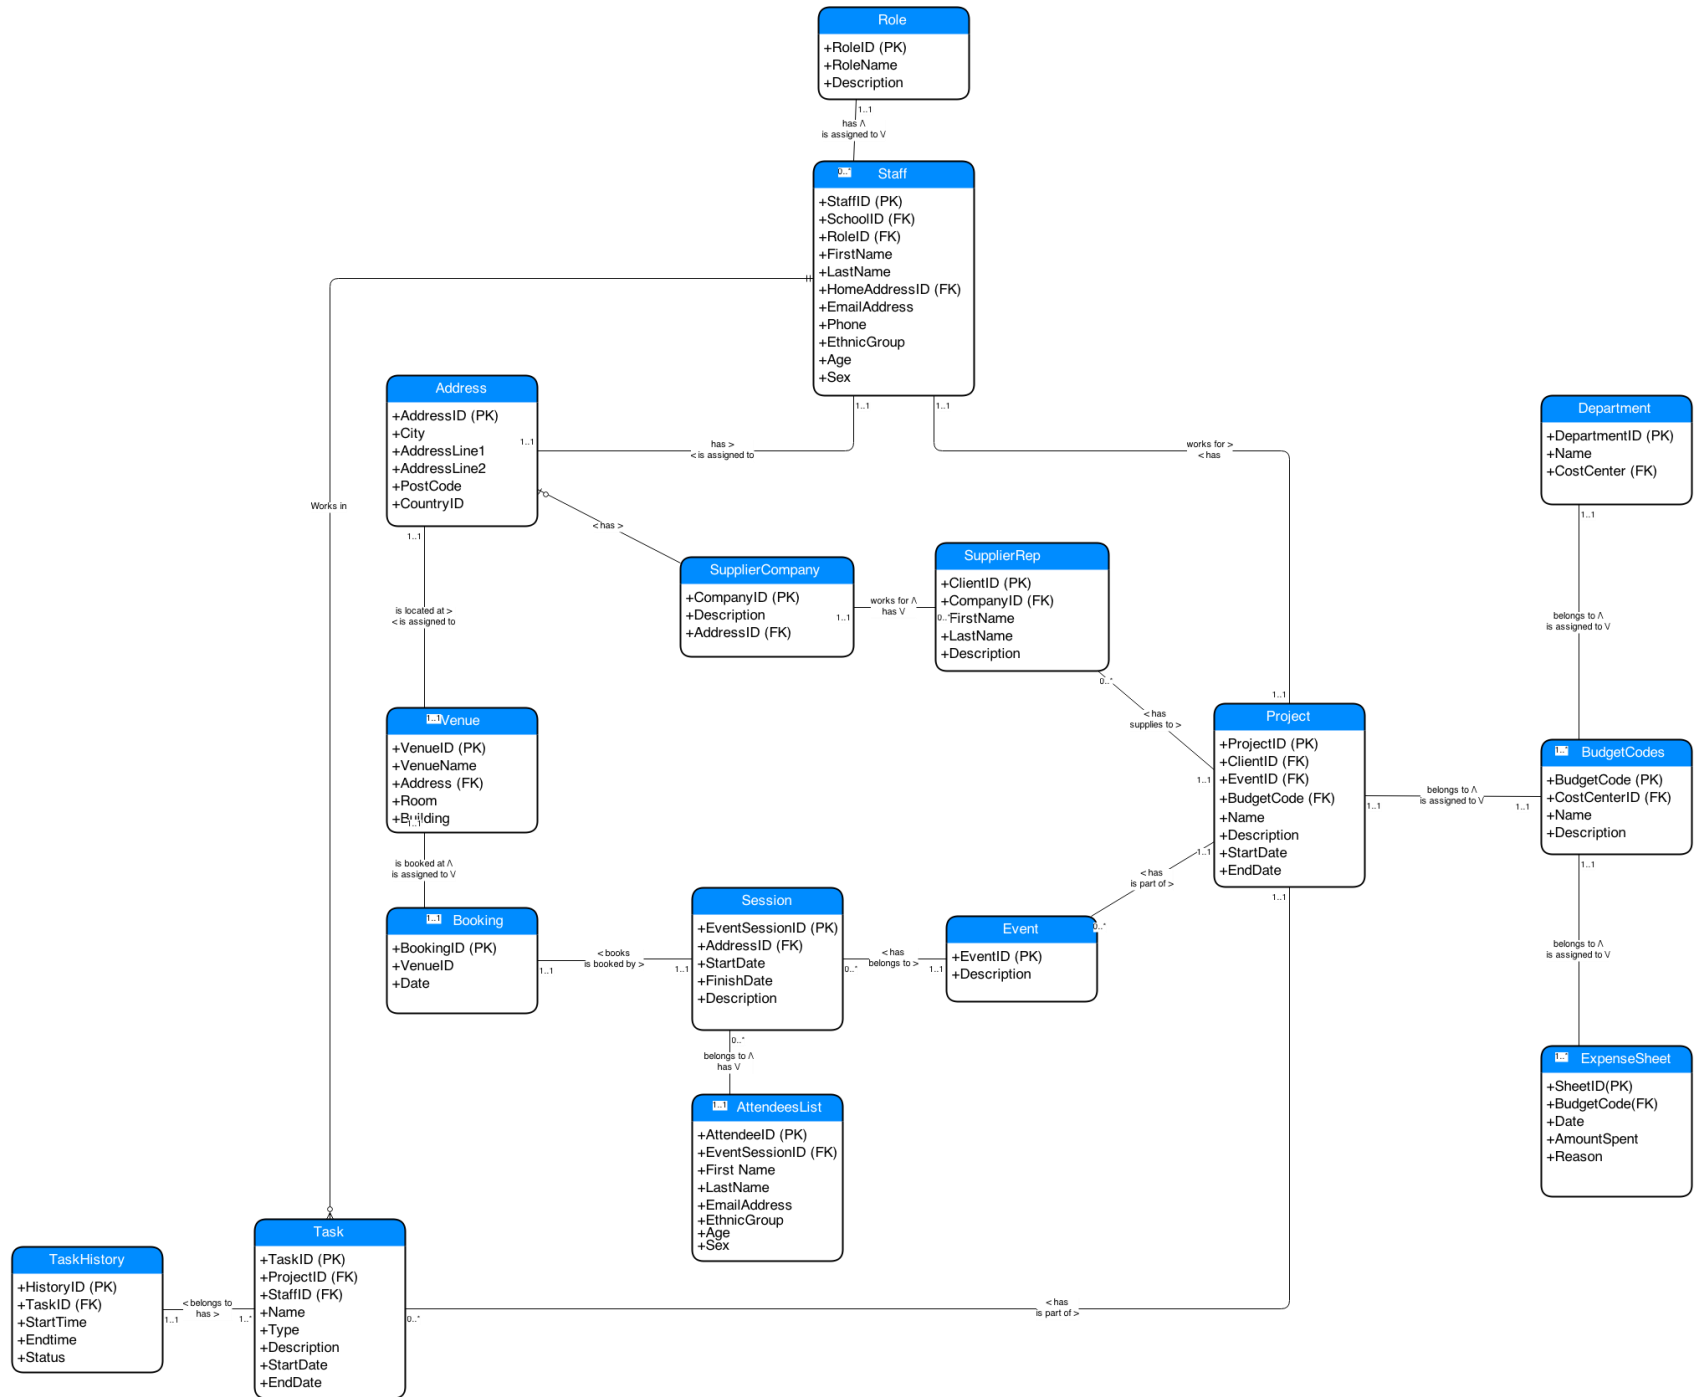 Role
+RoleID (PK)
+RoleName
+Description
1..1
has /\
is assigned to \/
0..*
Staff
+StaffID (PK)
+SchoolID (FK)
+RoleID (FK)
+FirstName
+LastName
+HomeAddressID (FK)
+EmailAddress
+Phone
+EthnicGroup
+Age
+Sex
1..1
1..1
Address
+AddressID (PK)
+City
+AddressLine1
+AddressLine2
+PostCode
+CountryID
1..1
has >
< is assigned to
works for >
< has
Department
+DepartmentID (PK)
+Name
+CostCenter (FK)
1..1
Works in
< has >
1..1
SupplierCompany
+CompanyID (PK)
+Description
+AddressID (FK)
1..1
works for /\
has \/
SupplierRep
+ClientID (PK)
+CompanyID (FK)
0..*
+FirstName
+LastName
+Description
0..*
is located at >
< is assigned to
belongs to /\
is assigned to \/
< has
supplies to >
1..1
1..1
Venue
+VenueID (PK)
+VenueName
+Address (FK)
+Room
+Building
1..1
Project
+ProjectID (PK)
+ClientID (FK)
+EventID (FK)
+BudgetCode (FK)
+Name
+Description
+StartDate
+EndDate
1..1
1..1
1..1
1..1
belongs to /\
is assigned to \/
1..1
1..*
BudgetCodes
+BudgetCode (PK)
+CostCenterID (FK)
+Name
+Description
1..1
is booked at /\
is assigned to \/
< has
is part of >
1..1
Booking
+BookingID (PK)
+VenueID
+Date
1..1
< books
is booked by >
1..1
Session
+EventSessionID (PK)
+AddressID (FK)
+StartDate
+FinishDate
+Description
0..*
< has
belongs to >
1..1
0..*
Event
+EventID (PK)
+Description
0..*
belongs to /\
has \/
belongs to /\
is assigned to \/
1..1
AttendeesList
+AttendeeID (PK)
+EventSessionID (FK)
+First Name
+LastName
+EmailAddress
+EthnicGroup
+Age
+Sex
1..*
ExpenseSheet
+SheetID(PK)
+BudgetCode(FK)
+Date
+AmountSpent
+Reason
TaskHistory
+HistoryID (PK)
+TaskID (FK)
+StartTime
+Endtime
+Status
1..1
< belongs to
has >
1..*
Task
+TaskID (PK)
+ProjectID (FK)
+StaffID (FK)
+Name
+Type
+Description
+StartDate
+EndDate
0..*
< has
is part of >